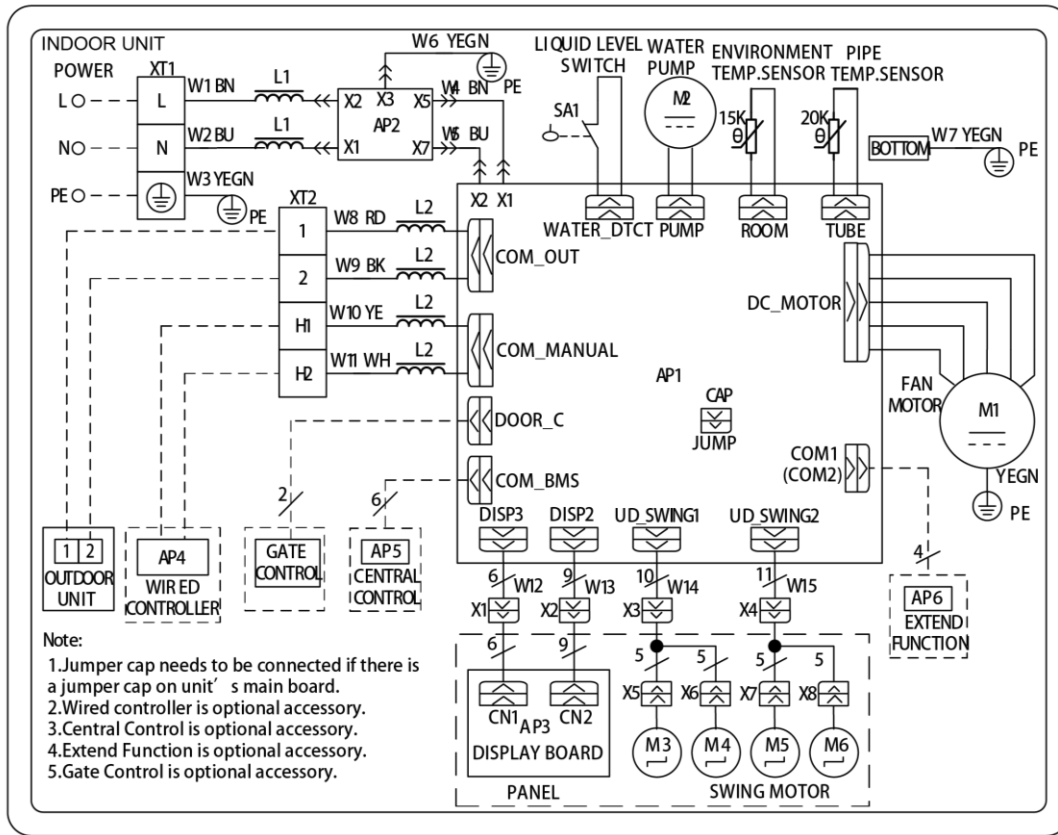 INDOOR UNIT
POWER
XT1
L
N
PE
L
N
W1 BN
W2 BU
W3 YEGN
PE
L1
L1
W6 YEGN
PE
X2
X3
X5
AP2
X1
X7
W4 BN
W5 BU
X2 X1
LIQUID LEVEL
SWITCH
SA1
WATER
PUMP
M2
ENVIRONMENT
TEMP.SENSOR
15K
θ
PIPE
TEMP.SENSOR
20K
θ
BOTTOM
W7 YEGN
PE
WATER_DTCT
PUMP
ROOM
TUBE
XT2
1
2
H1
H2
W8 RD
W9 BK
W10 YE
W11 WH
L2
L2
L2
L2
COM_OUT
COM_MANUAL
DOOR_C
COM_BMS
DC_MOTOR
AP1
CAP
JUMP
COM1
(COM2)
FAN
MOTOR
M1
YEGN
PE
DISP3
DISP2
UD_SWING1
UD_SWING2
2
6
4
1 2
OUTDOOR
UNIT
AP4
WIRED
CONTROLLER
GATE
CONTROL
AP5
CENTRAL
CONTROL
AP6
EXTEND
FUNCTION
6
W12
9
W13
10
W14
11
W15
X1
X2
X3
X4
6
9
5
5
5
5
X5
X6
X7
X8
CN1
CN2
AP3
DISPLAY BOARD
M3
M4
M5
M6
PANEL
SWING MOTOR
Note:
1.Jumper cap needs to be connected if there is
a jumper cap on unit' s main board.
2.Wired controller is optional accessory.
3.Central Control is optional accessory.
4.Extend Function is optional accessory.
5.Gate Control is optional accessory.